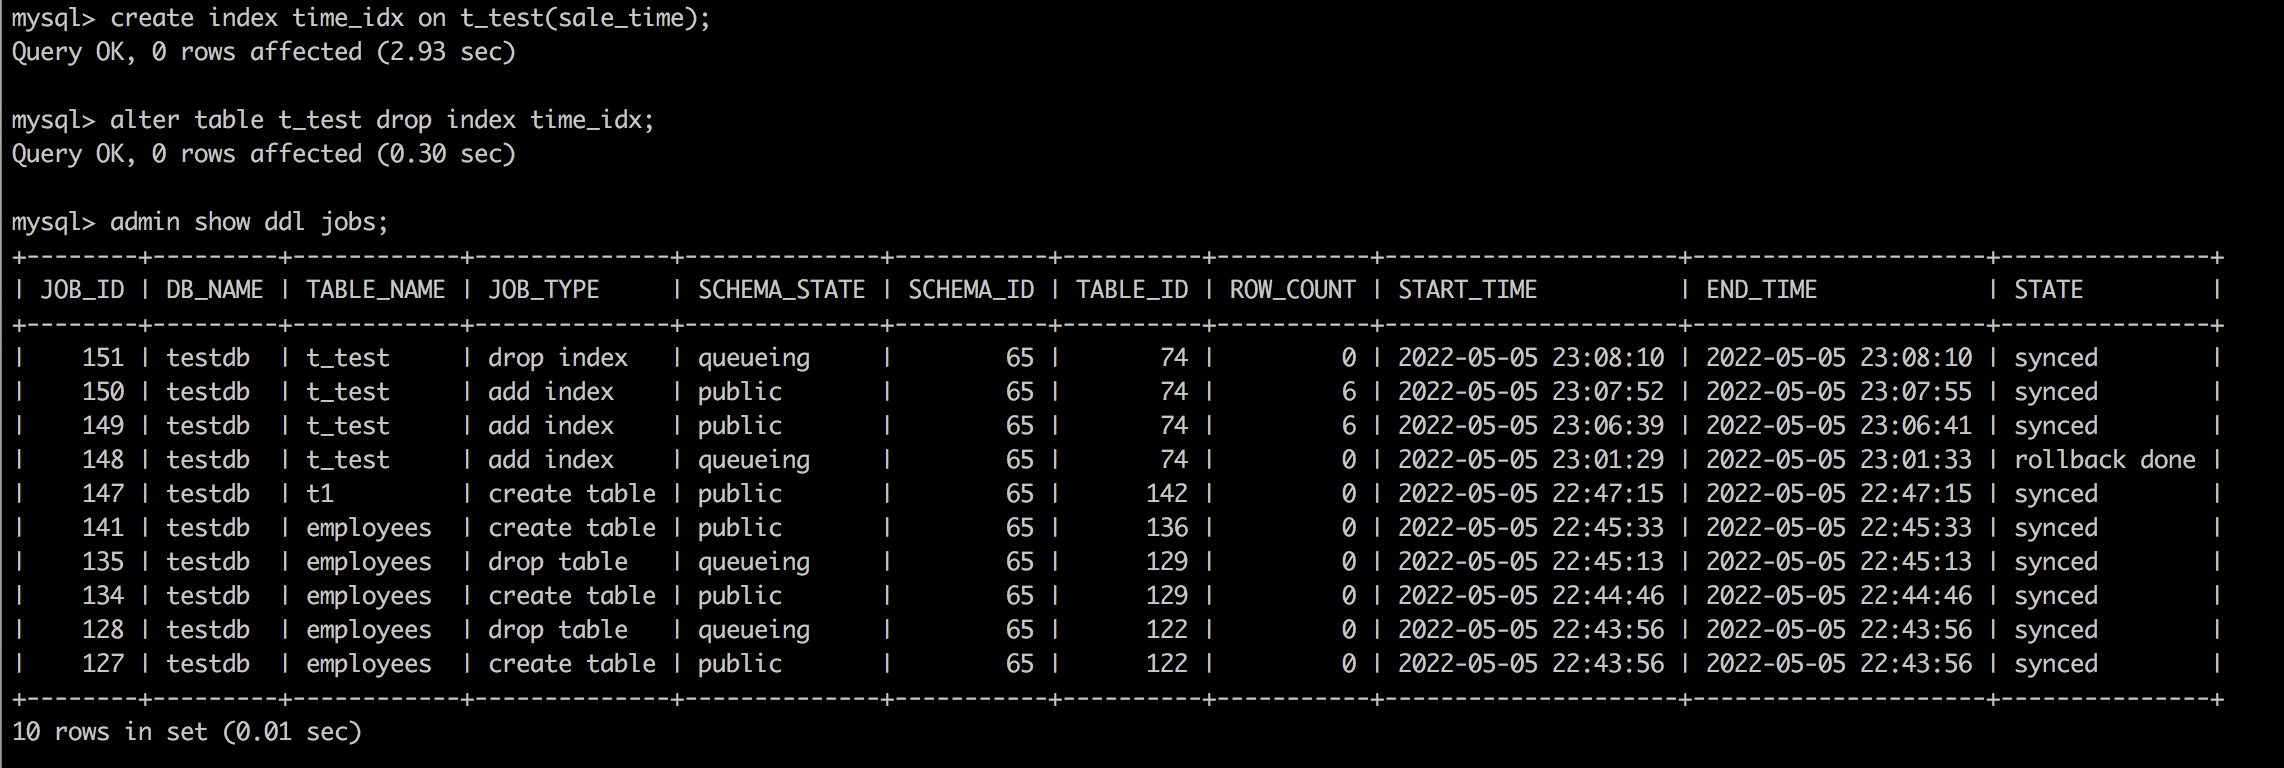 mysql> create index time_idx on t_test(sale_time);
Query OK, 0 rows affected (2.93 sec)
mysql> alter table t_test drop index time_idx;
Query OK, 0 rows affected (0.30 sec)
mysql> admin show ddl jobs;
+--------+---------+------------+--------------+--------------+-----------+----------+-----------+---------------------+---------------------+---------------+
| JOB_ID | DB_NAME | TABLE_NAME | JOB_TYPE     | SCHEMA_STATE | SCHEMA_ID | TABLE_ID | ROW_COUNT | START_TIME          | END_TIME            | STATE         |
+--------+---------+------------+--------------+--------------+-----------+----------+-----------+---------------------+---------------------+---------------+
|    151 | testdb  | t_test     | drop index   | queueing     |        65 |       74 |         0 | 2022-05-05 23:08:10 | 2022-05-05 23:08:10 | synced        |
|    150 | testdb  | t_test     | add index    | public       |        65 |       74 |         6 | 2022-05-05 23:07:52 | 2022-05-05 23:07:55 | synced        |
|    149 | testdb  | t_test     | add index    | public       |        65 |       74 |         6 | 2022-05-05 23:06:39 | 2022-05-05 23:06:41 | synced        |
|    148 | testdb  | t_test     | add index    | queueing     |        65 |       74 |         0 | 2022-05-05 23:01:29 | 2022-05-05 23:01:33 | rollback done |
|    147 | testdb  | t1         | create table | public       |        65 |      142 |         0 | 2022-05-05 22:47:15 | 2022-05-05 22:47:15 | synced        |
|    141 | testdb  | employees  | create table | public       |        65 |      136 |         0 | 2022-05-05 22:45:33 | 2022-05-05 22:45:33 | synced        |
|    135 | testdb  | employees  | drop table   | queueing     |        65 |      129 |         0 | 2022-05-05 22:45:13 | 2022-05-05 22:45:13 | synced        |
|    134 | testdb  | employees  | create table | public       |        65 |      129 |         0 | 2022-05-05 22:44:46 | 2022-05-05 22:44:46 | synced        |
|    128 | testdb  | employees  | drop table   | queueing     |        65 |      122 |         0 | 2022-05-05 22:43:56 | 2022-05-05 22:43:56 | synced        |
|    127 | testdb  | employees  | create table | public       |        65 |      122 |         0 | 2022-05-05 22:43:56 | 2022-05-05 22:43:56 | synced        |
+--------+---------+------------+--------------+--------------+-----------+----------+-----------+---------------------+---------------------+---------------+
10 rows in set (0.01 sec)